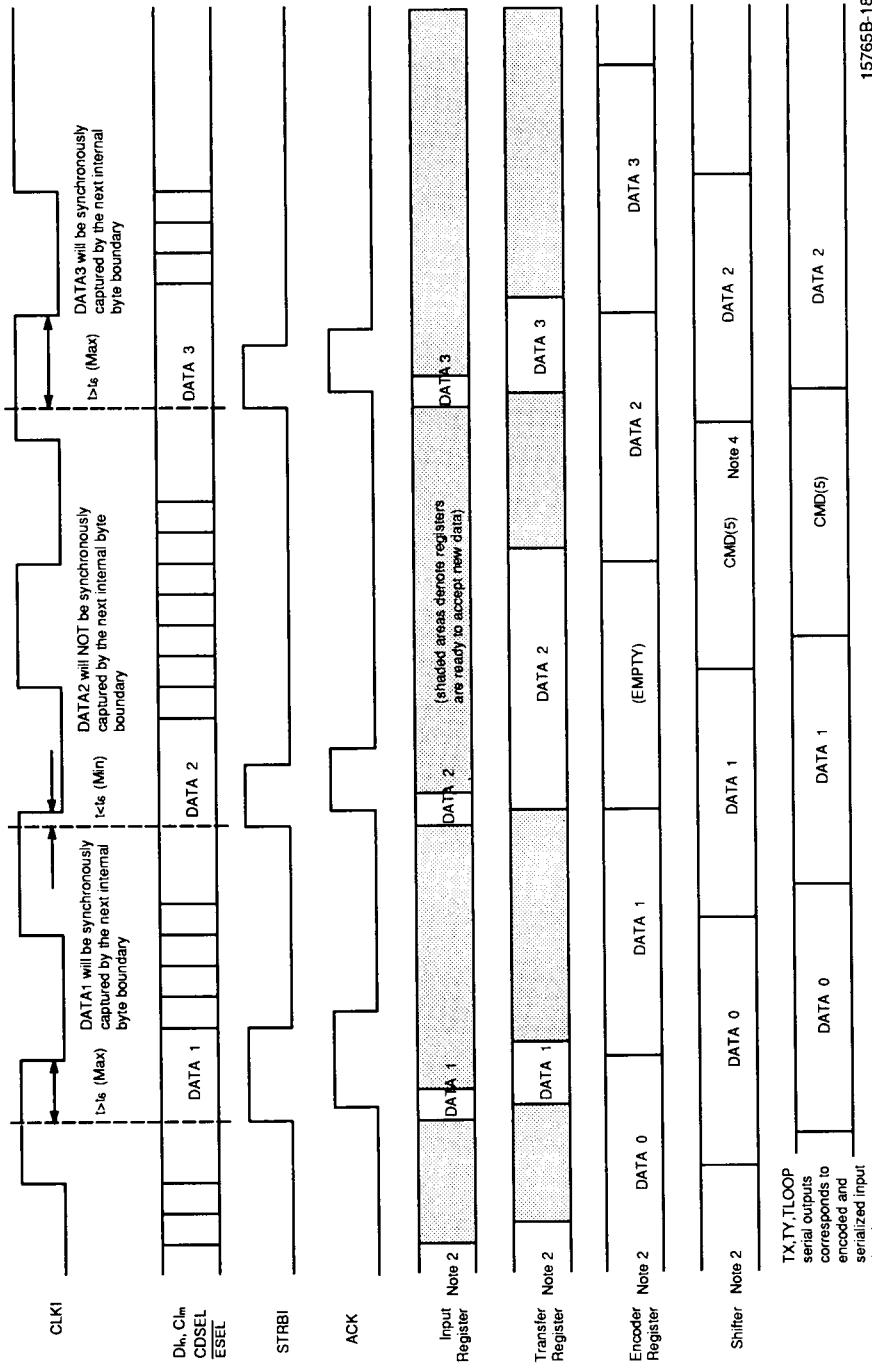 CLKI
t>ts (Max)
DATA1 will be synchronously
captured by the next internal
byte boundary
t<ts (Min)
DATA2 will NOT be synchronously
captured by the next internal byte
boundary
t>ts (Max)
DATA3 will be synchronously
captured by the next internal
byte boundary
DIn, CIm
CDSEL
ESEL
DATA 1
DATA 2
DATA 3
STRBI
ACK
Input
Register
Note 2
DATA 1
DATA 2
(shaded areas denote registers
are ready to accept new data)
DATA 3
Transfer
Register
Note 2
DATA 1
DATA 2
DATA 3
Encoder
Register
Note 2
DATA 0
DATA 1
(EMPTY)
DATA 2
DATA 3
Shifter
Note 2
DATA 0
DATA 1
CMD(5)
Note 4
DATA 2
TX,TY,TLOOP
serial outputs
corresponds to
encoded and
serialized input
DATA 0
DATA 1
CMD(5)
DATA 2
15765B-18